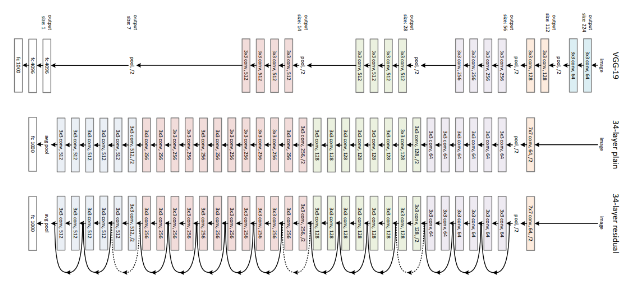 VGG-19
image
output
size: 224
3x3 conv, 64
3x3 conv, 64
output
size: 112
pool, /2
3x3 conv, 128
3x3 conv, 128
output
size: 56
pool, /2
3x3 conv, 256
3x3 conv, 256
3x3 conv, 256
3x3 conv, 256
output
size: 28
pool, /2
3x3 conv, 512
3x3 conv, 512
3x3 conv, 512
3x3 conv, 512
output
size: 14
pool, /2
3x3 conv, 512
3x3 conv, 512
3x3 conv, 512
3x3 conv, 512
output
size: 7
pool, /2
output
size: 1
fc 4096
fc 4096
fc 1000
34-layer plain
image
7x7 conv, 64, /2
pool, /2
3x3 conv, 64
3x3 conv, 64
3x3 conv, 64
3x3 conv, 64
3x3 conv, 64
3x3 conv, 64
3x3 conv, 128, /2
3x3 conv, 128
3x3 conv, 128
3x3 conv, 128
3x3 conv, 128
3x3 conv, 128
3x3 conv, 128
3x3 conv, 128
3x3 conv, 256, /2
3x3 conv, 256
3x3 conv, 256
3x3 conv, 256
3x3 conv, 256
3x3 conv, 256
3x3 conv, 256
3x3 conv, 256
3x3 conv, 256
3x3 conv, 256
3x3 conv, 256
3x3 conv, 256
3x3 conv, 512, /2
3x3 conv, 512
3x3 conv, 512
3x3 conv, 512
3x3 conv, 512
3x3 conv, 512
avg pool
fc 1000
34-layer residual
image
7x7 conv, 64, /2
pool, /2
3x3 conv, 64
3x3 conv, 64
3x3 conv, 64
3x3 conv, 64
3x3 conv, 64
3x3 conv, 64
3x3 conv, 128, /2
3x3 conv, 128
3x3 conv, 128
3x3 conv, 128
3x3 conv, 128
3x3 conv, 128
3x3 conv, 128
3x3 conv, 128
3x3 conv, 256, /2
3x3 conv, 256
3x3 conv, 256
3x3 conv, 256
3x3 conv, 256
3x3 conv, 256
3x3 conv, 256
3x3 conv, 256
3x3 conv, 256
3x3 conv, 256
3x3 conv, 256
3x3 conv, 256
3x3 conv, 512, /2
3x3 conv, 512
3x3 conv, 512
3x3 conv, 512
3x3 conv, 512
3x3 conv, 512
avg pool
fc 1000